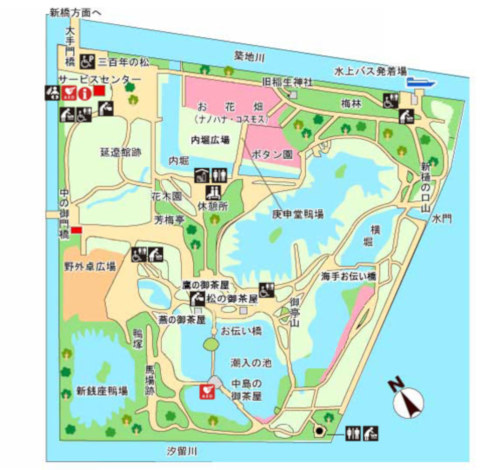 新橋方面へ
大手門橋
築地川
三百年の松
水上バス発着場
サービスセンター
旧稲生神社
お花畑
(ナノハナ・コスモス)
梅林
内堀広場
延遼館跡
ボタン園
内堀
新樋の口山
花木園
休憩所
庚申堂鴨場
中の御門橋
芳梅亭
横堀
水門
野外卓広場
海手お伝い橋
鷹の御茶屋
松の御茶屋
御亭山
燕の御茶屋
お伝い橋
鴨塚
潮入の池
馬場跡
中島の
御茶屋
新銭座鴨場
N
汐留川